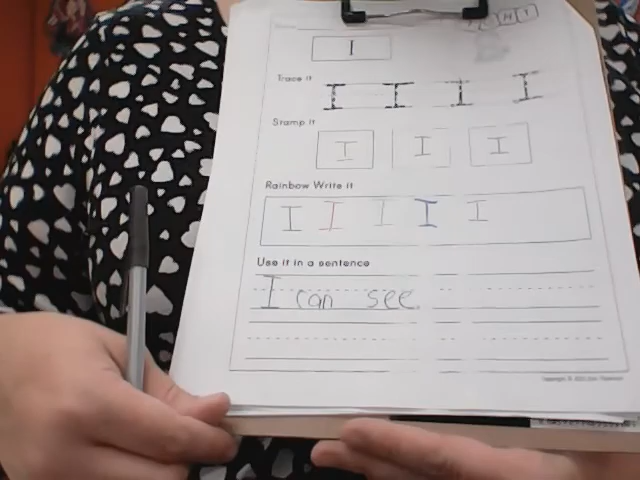 I
Trace it
I I I I
Stamp it
I I I
Rainbow Write it
I I I I I
Use it in a sentence
I can see